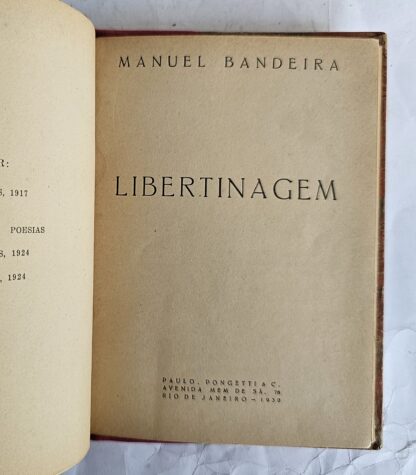 R:
S, 1917
POESIAS
S, 1924
, 1924
MANUEL BANDEIRA
LIBERTINAGEM
PAULO, PONGETTI & C.
AVENIDA MEM DE SÁ, 78
RIO DE JANEIRO — 1930